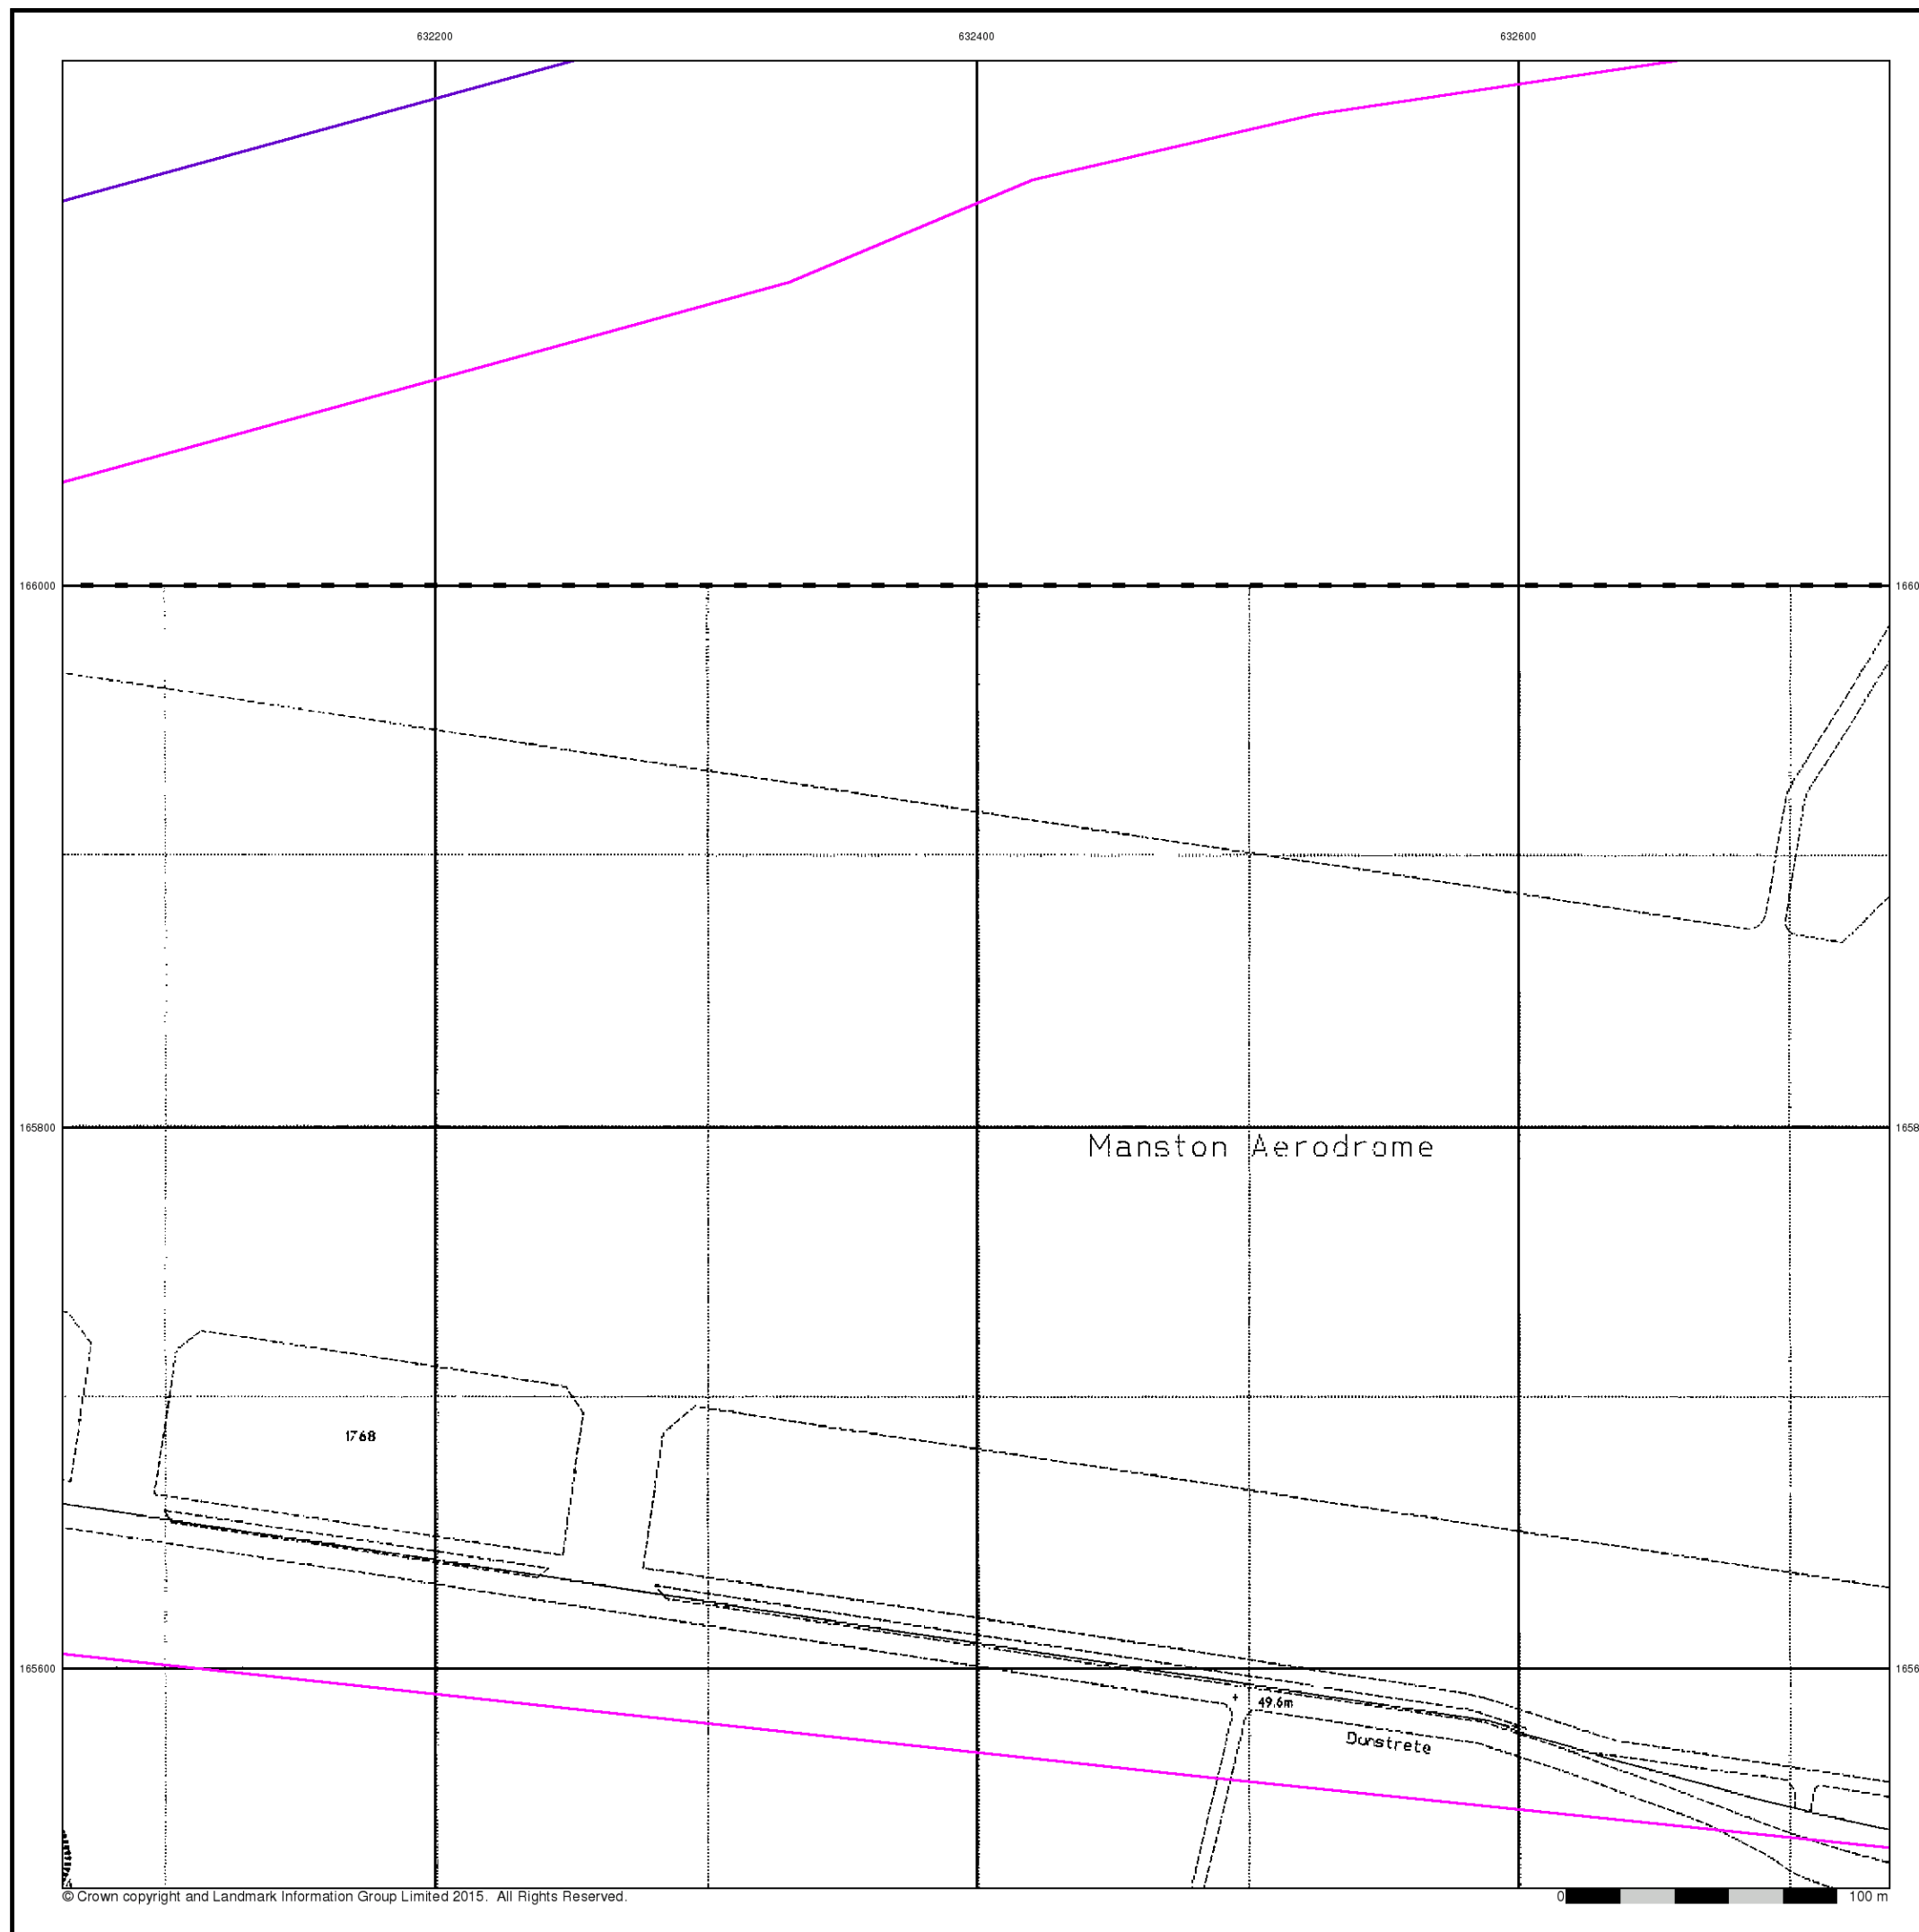 632200 632400 632600
166000 1660
165800 1658
Manston Aerodrome
1768
165600 1656
49.6m
Dunstrete
© Crown copyright and Landmark Information Group Limited 2015. All Rights Reserved. 0 100 m